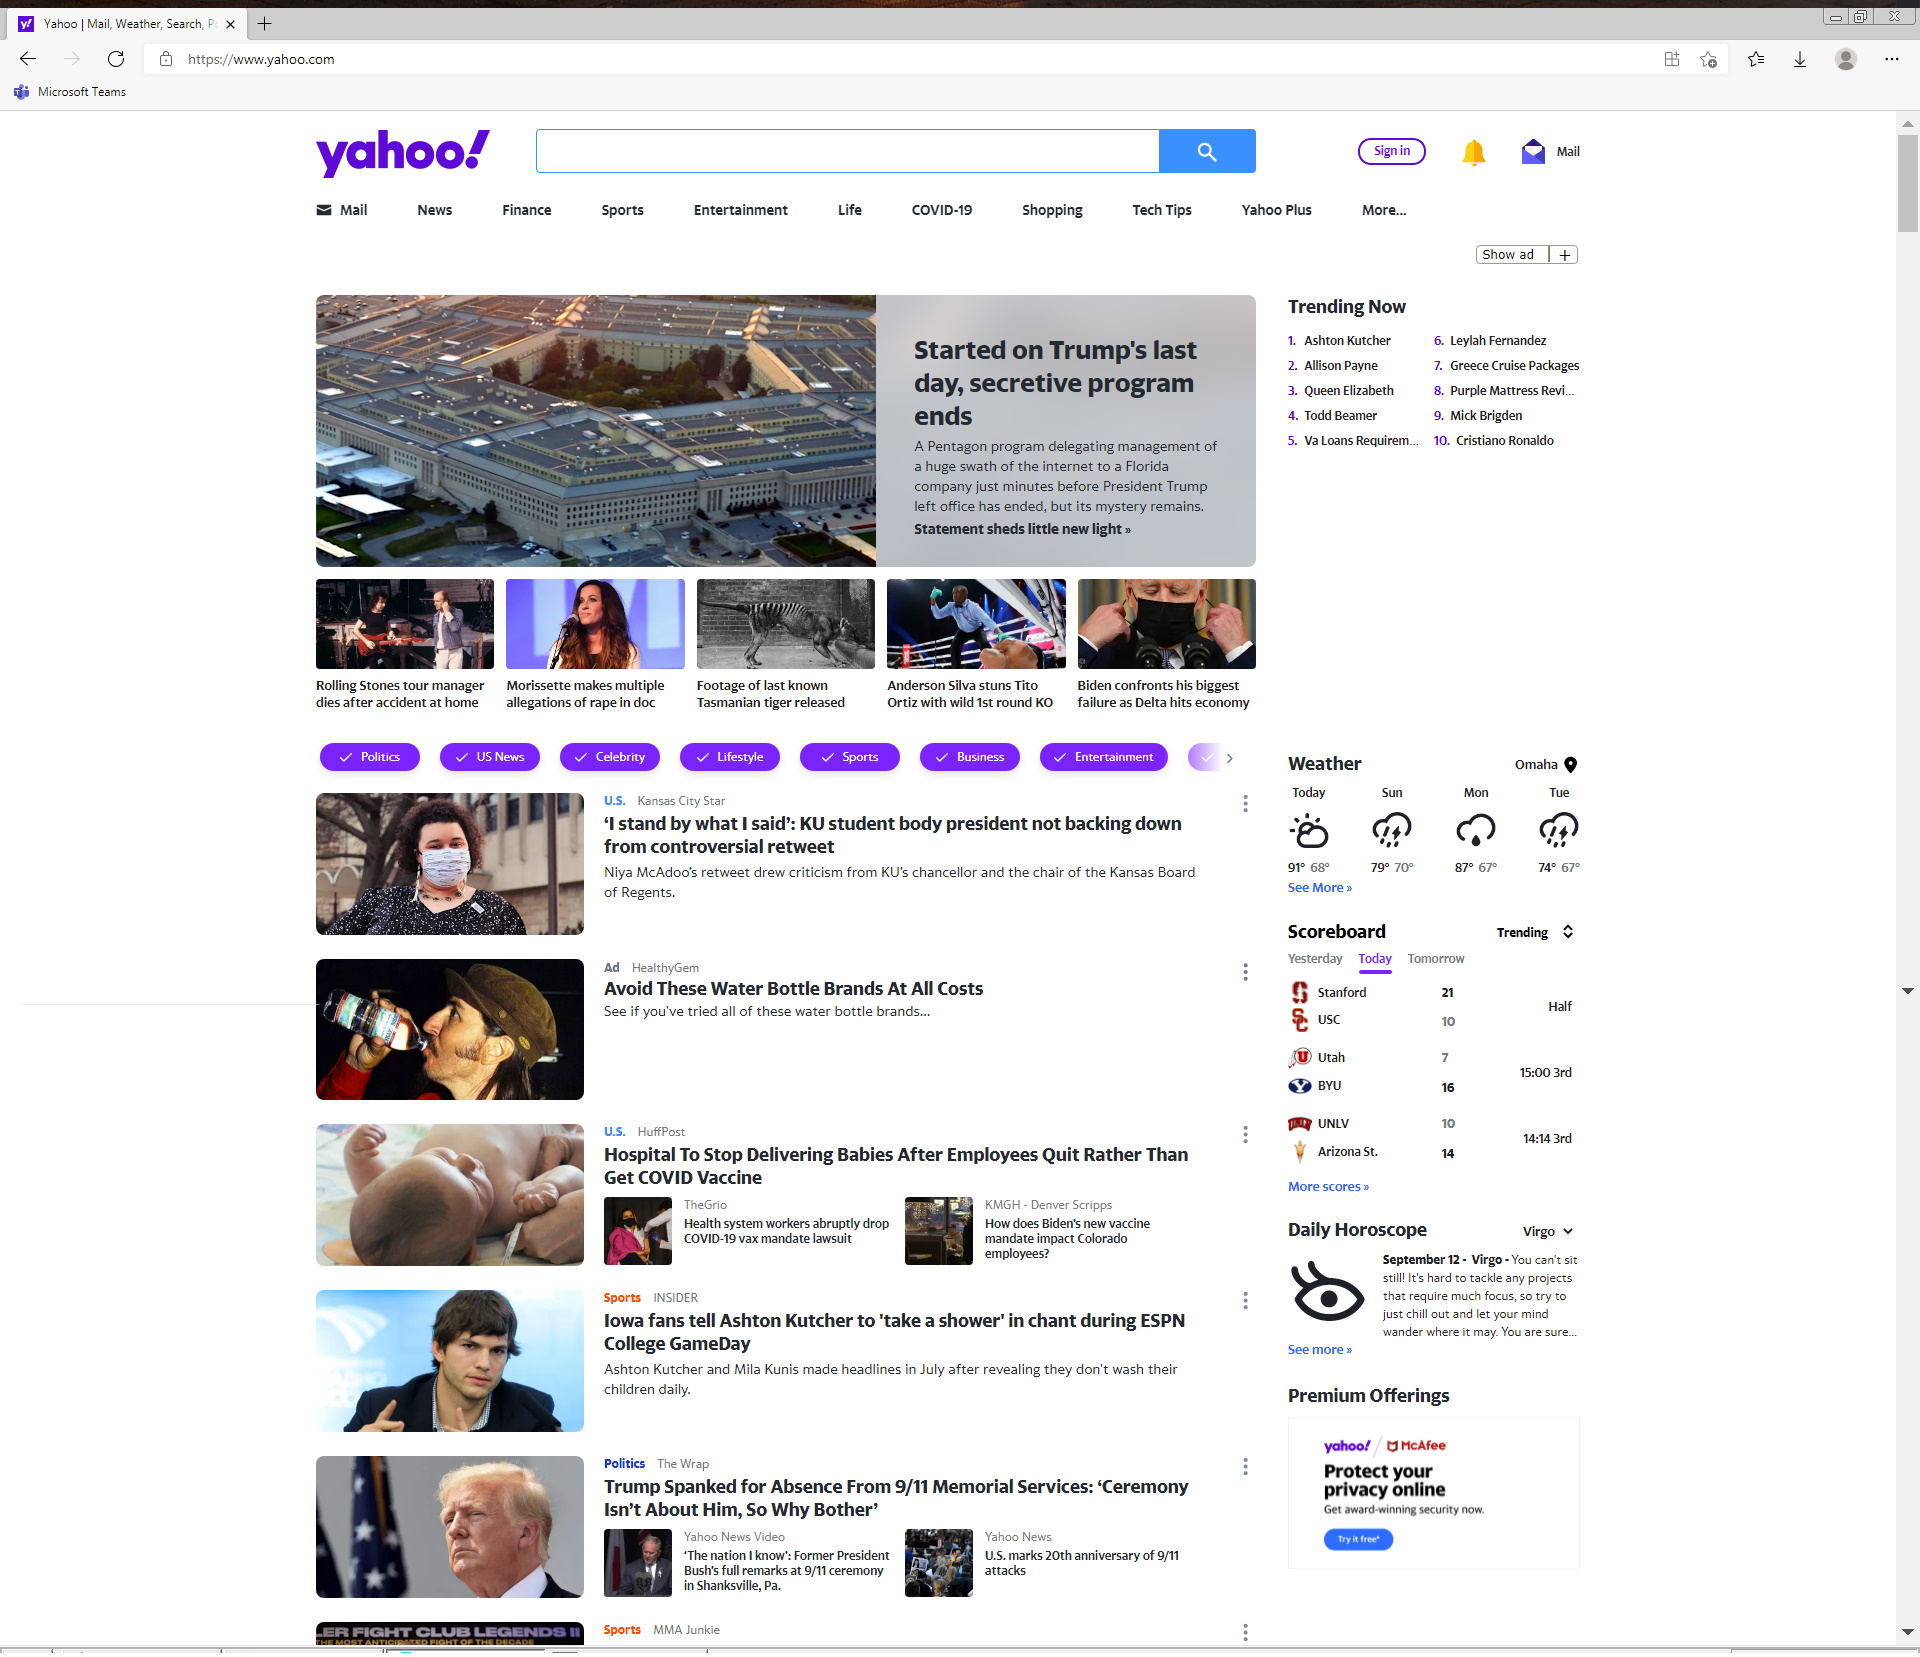 Yahoo | Mail, Weather, Search, P
https://www.yahoo.com
Microsoft Teams
yahoo!
Sign in
Mail
Mail
News
Finance
Sports
Entertainment
Life
COVID-19
Shopping
Tech Tips
Yahoo Plus
More...
Show ad
Started on Trump's last
day, secretive program
ends
A Pentagon program delegating management of
a huge swath of the internet to a Florida
company just minutes before President Trump
left office has ended, but its mystery remains.
Statement sheds little new light »
Trending Now
1. Ashton Kutcher
2. Allison Payne
3. Queen Elizabeth
4. Todd Beamer
5. Va Loans Requirem...
6. Leylah Fernandez
7. Greece Cruise Packages
8. Purple Mattress Revi...
9. Mick Brigden
10. Cristiano Ronaldo
Rolling Stones tour manager
dies after accident at home
Morissette makes multiple
allegations of rape in doc
Footage of last known
Tasmanian tiger released
Anderson Silva stuns Tito
Ortiz with wild 1st round KO
Biden confronts his biggest
failure as Delta hits economy
Politics
US News
Celebrity
Lifestyle
Sports
Business
Entertainment
U.S. Kansas City Star
‘I stand by what I said’: KU student body president not backing down
from controversial retweet
Niya McAdoo’s retweet drew criticism from KU’s chancellor and the chair of the Kansas Board
of Regents.
Ad HealthyGem
Avoid These Water Bottle Brands At All Costs
See if you've tried all of these water bottle brands...
U.S. HuffPost
Hospital To Stop Delivering Babies After Employees Quit Rather Than
Get COVID Vaccine
TheGrio
Health system workers abruptly drop
COVID-19 vax mandate lawsuit
KMGH - Denver Scripps
How does Biden's new vaccine
mandate impact Colorado
employees?
Sports INSIDER
Iowa fans tell Ashton Kutcher to 'take a shower' in chant during ESPN
College GameDay
Ashton Kutcher and Mila Kunis made headlines in July after revealing they don't wash their
children daily.
Politics The Wrap
Trump Spanked for Absence From 9/11 Memorial Services: ‘Ceremony
Isn’t About Him, So Why Bother’
Yahoo News Video
‘The nation I know’: Former President
Bush’s full remarks at 9/11 ceremony
in Shanksville, Pa.
Yahoo News
U.S. marks 20th anniversary of 9/11
attacks
LER FIGHT CLUB LEGENDS II
THE MOST ANTICIPATED FIGHT OF THE DECADE
Sports MMA Junkie
Weather
Omaha
Today
Sun
Mon
Tue
91° 68°
79° 70°
87° 67°
74° 67°
See More »
Scoreboard
Trending
Yesterday
Today
Tomorrow
Stanford 21
USC 10
Half
Utah 7
BYU 16
15:00 3rd
UNLV 10
Arizona St. 14
14:14 3rd
More scores »
Daily Horoscope
Virgo
September 12 - Virgo - You can't sit
still! It's hard to tackle any projects
that require much focus, so try to
just chill out and let your mind
wander where it may. You are sure...
See more »
Premium Offerings
yahoo! / McAfee
Protect your
privacy online
Get award-winning security now.
Try it free*